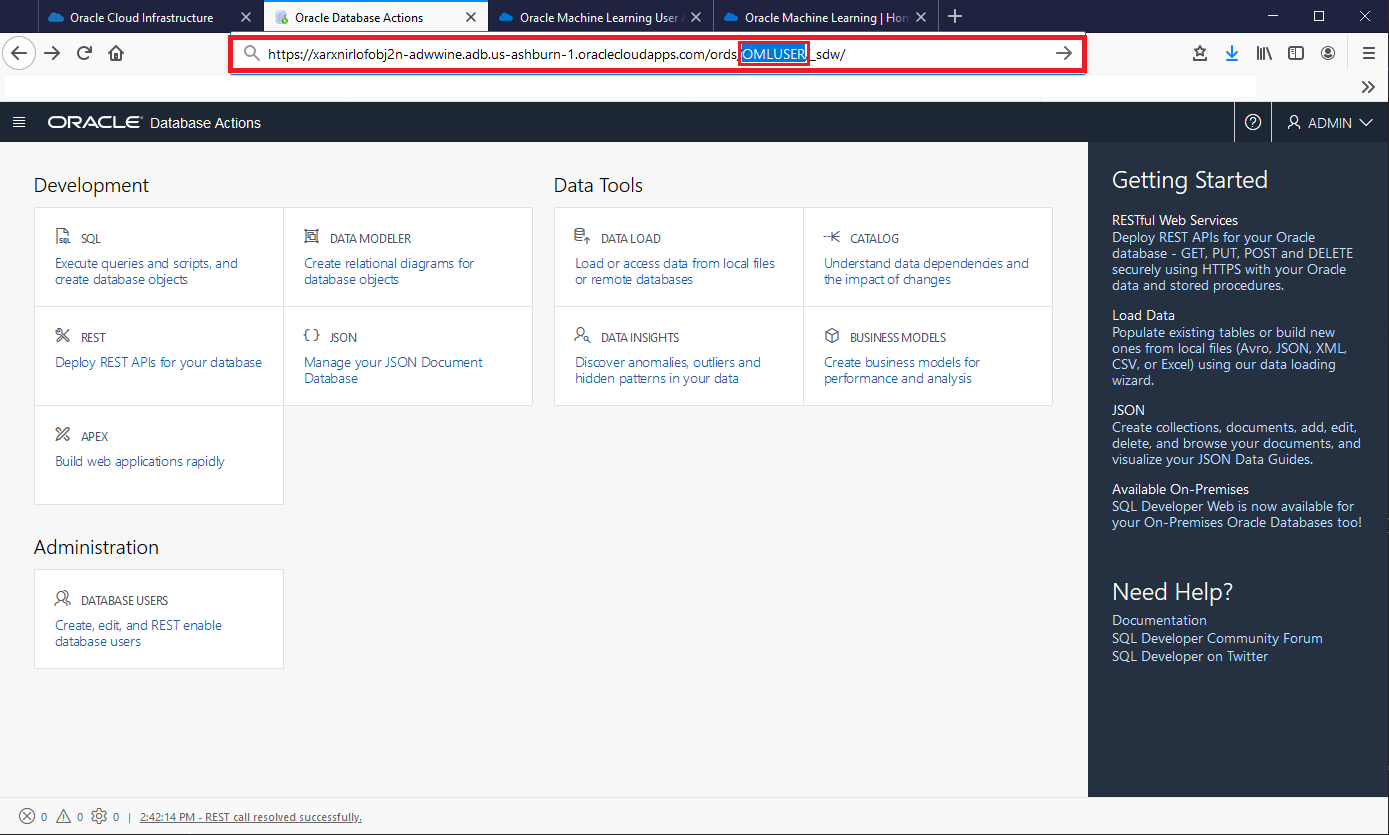 Oracle Cloud Infrastructure
Oracle Database Actions
Oracle Machine Learning User A
Oracle Machine Learning | Hom
https://xarxnirlofobj2n-adwwine.adb.us-ashburn-1.oraclecloudapps.com/ords/OMLUSER/_sdw/
ORACLE Database Actions
ADMIN
Development
SQL
Execute queries and scripts, and
create database objects
DATA MODELER
Create relational diagrams for
database objects
REST
Deploy REST APIs for your database
JSON
Manage your JSON Document
Database
APEX
Build web applications rapidly
Data Tools
DATA LOAD
Load or access data from local files
or remote databases
CATALOG
Understand data dependencies and
the impact of changes
DATA INSIGHTS
Discover anomalies, outliers and
hidden patterns in your data
BUSINESS MODELS
Create business models for
performance and analysis
Administration
DATABASE USERS
Create, edit, and REST enable
database users
Getting Started
RESTful Web Services
Deploy REST APIs for your Oracle
database - GET, PUT, POST and DELETE
securely using HTTPS with your Oracle
data and stored procedures.
Load Data
Populate existing tables or build new
ones from local files (Avro, JSON, XML,
CSV, or Excel) using our data loading
wizard.
JSON
Create collections, documents, add, edit,
delete, and browse your documents, and
visualize your JSON Data Guides.
Available On-Premises
SQL Developer Web is now available for
your On-Premises Oracle Databases too!
Need Help?
Documentation
SQL Developer Community Forum
SQL Developer on Twitter
0 0 0 | 2:42:14 PM - REST call resolved successfully.